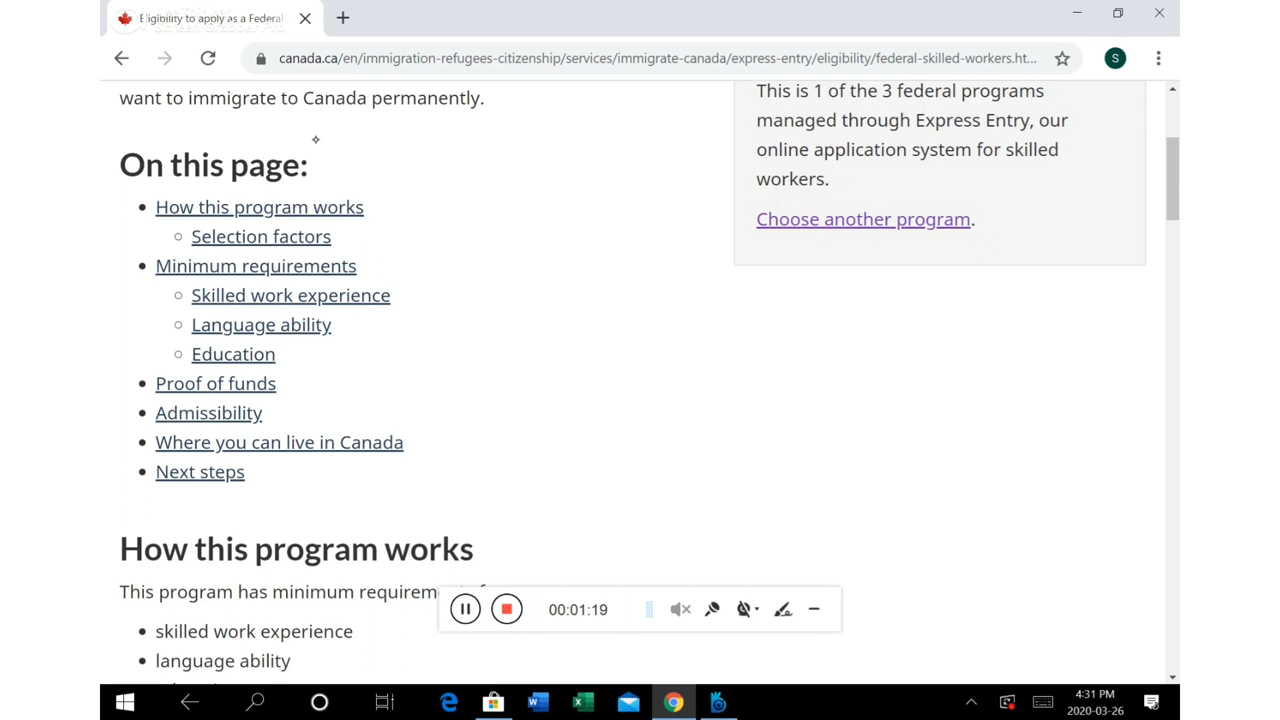 Eligibility to apply as a Federal
canada.ca/en/immigration-refugees-citizenship/services/immigrate-canada/express-entry/eligibility/federal-skilled-workers.ht...
S
want to immigrate to Canada permanently.
This is 1 of the 3 federal programs
managed through Express Entry, our
online application system for skilled
workers.
Choose another program.
On this page:
How this program works
Selection factors
Minimum requirements
Skilled work experience
Language ability
Education
Proof of funds
Admissibility
Where you can live in Canada
Next steps
How this program works
This program has minimum requirem
00:01:19
skilled work experience
language ability
4:31 PM
2020-03-26